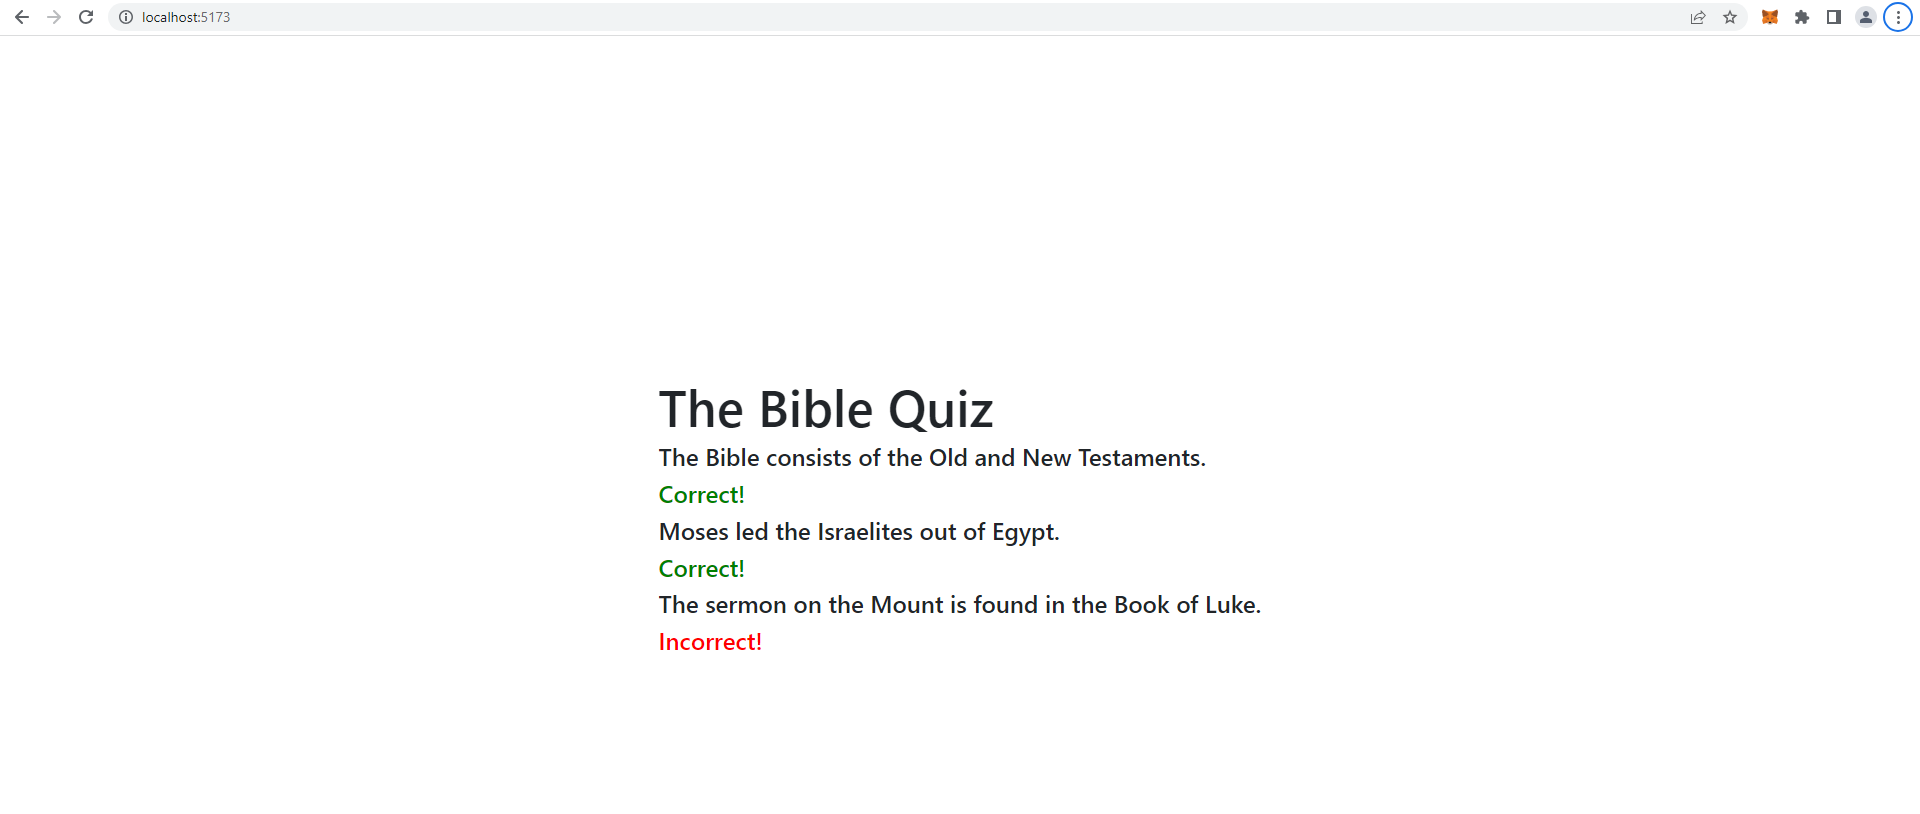 localhost:5173
The Bible Quiz
The Bible consists of the Old and New Testaments.
Correct!
Moses led the Israelites out of Egypt.
Correct!
The sermon on the Mount is found in the Book of Luke.
Incorrect!